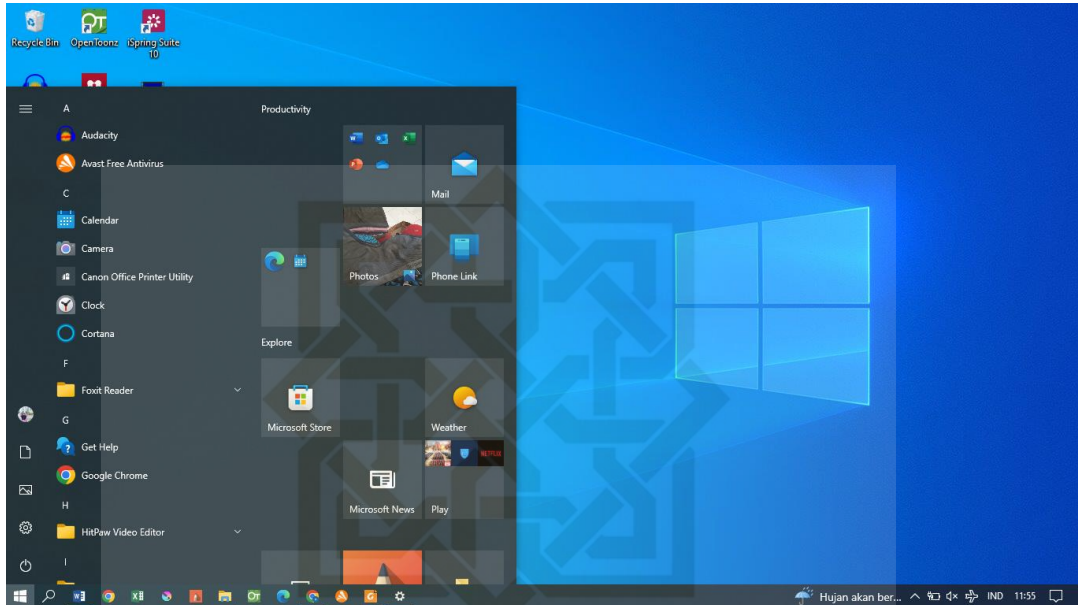 Recycle Bin
OpenToonz
iSpring Suite
10
A
Productivity
Audacity
Avast Free Antivirus
Mail
C
Calendar
Camera
Photos
Phone Link
Canon Office Printer Utility
Clock
Cortana
Explore
F
Foxit Reader
G
Microsoft Store
Weather
Get Help
Google Chrome
NETFLIX
H
Microsoft News
Play
HitPaw Video Editor
I
Hujan akan ber...
IND
11:55